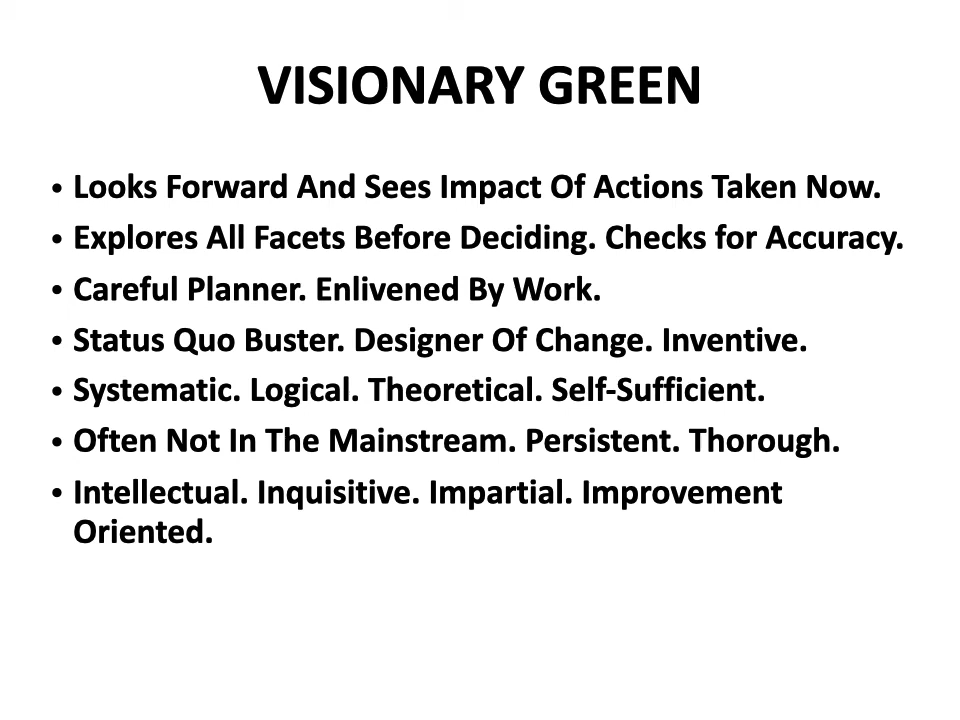 VISIONARY GREEN
• Looks Forward And Sees Impact Of Actions Taken Now.
• Explores All Facets Before Deciding. Checks for Accuracy.
• Careful Planner. Enlivened By Work.
• Status Quo Buster. Designer Of Change. Inventive.
• Systematic. Logical. Theoretical. Self-Sufficient.
• Often Not In The Mainstream. Persistent. Thorough.
• Intellectual. Inquisitive. Impartial. Improvement
Oriented.